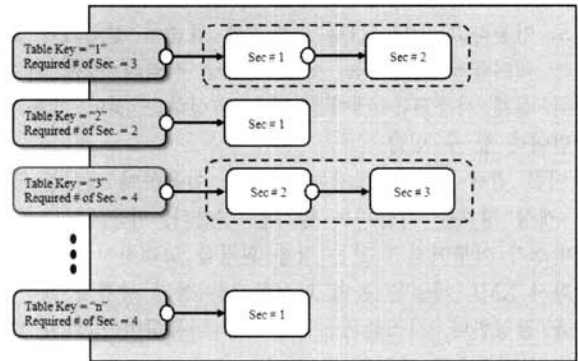 Table Key = “1”
Required # of Sec. = 3
Sec # 1
Sec # 2
Table Key = “2”
Required # of Sec. = 2
Sec # 1
Table Key = “3”
Required # of Sec. = 4
Sec # 2
Sec # 3
Table Key = “n”
Required # of Sec. = 4
Sec # 1